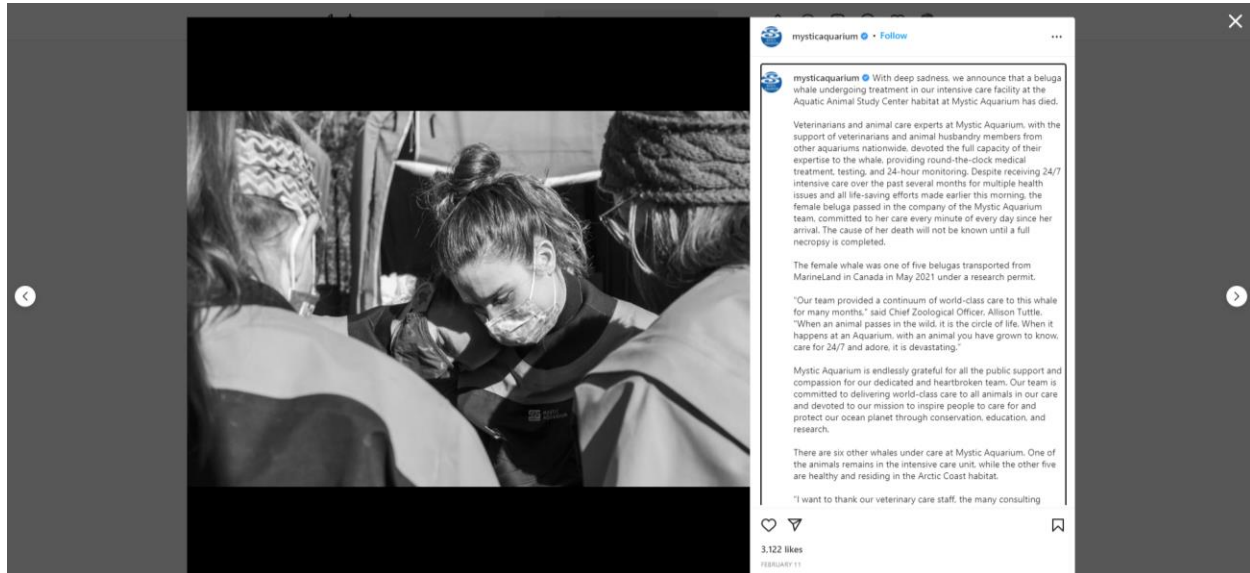 mysticaquarium • Follow
mysticaquarium With deep sadness, we announce that a beluga
whale undergoing treatment in our intensive care facility at the
Aquatic Animal Study Center habitat at Mystic Aquarium has died.
Veterinarians and animal care experts at Mystic Aquarium, with the
support of veterinarians and animal husbandry members from
other aquariums nationwide, devoted the full capacity of their
expertise to the whale, providing round-the-clock medical
treatment, testing, and 24-hour monitoring. Despite receiving 24/7
intensive care over the past several months for multiple health
issues and all life-saving efforts made earlier this morning, the
female beluga passed in the company of the Mystic Aquarium
team, committed to her care every minute of every day since her
arrival. The cause of her death will not be known until a full
necropsy is completed.
The female whale was one of five belugas transported from
MarineLand in Canada in May 2021 under a research permit.
"Our team provided a continuum of world-class care to this whale
for many months," said Chief Zoological Officer, Allison Tuttle.
"When an animal passes in the wild, it is the circle of life. When it
happens at an Aquarium, with an animal you have grown to know,
care for 24/7 and adore, it is devastating."
Mystic Aquarium is endlessly grateful for all the public support and
compassion for our dedicated and heartbroken team. Our team is
committed to delivering world-class care to all animals in our care
and devoted to our mission to inspire people to care for and
protect our ocean planet through conservation, education, and
research.
There are six other whales under care at Mystic Aquarium. One of
the animals remains in the intensive care unit, while the other five
are healthy and residing in the Arctic Coast habitat.
"I want to thank our veterinary care staff, the many consulting
3,122 likes
FEBRUARY 11
MYSTIC
AQUARIUM